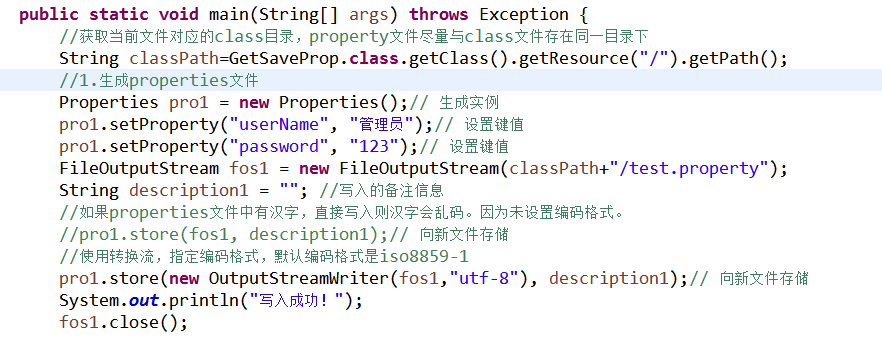 public static void main(String[] args) throws Exception {
//获取当前文件对应的class目录，property文件尽量与class文件存在同一目录下
String classPath=GetSaveProp.class.getClass().getResource("/").getPath();
//1.生成properties文件
Properties pro1 = new Properties();// 生成实例
pro1.setProperty("userName", "管理员");// 设置键值
pro1.setProperty("password", "123");// 设置键值
FileOutputStream fos1 = new FileOutputStream(classPath+"/test.property");
String description1 = ""; //写入的备注信息
//如果properties文件中有汉字，直接写入则汉字会乱码。因为未设置编码格式。
//pro1.store(fos1, description1);// 向新文件存储
//使用转换流，指定编码格式，默认编码格式是iso8859-1
pro1.store(new OutputStreamWriter(fos1,"utf-8"), description1);// 向新文件存储
System.out.println("写入成功！");
fos1.close();